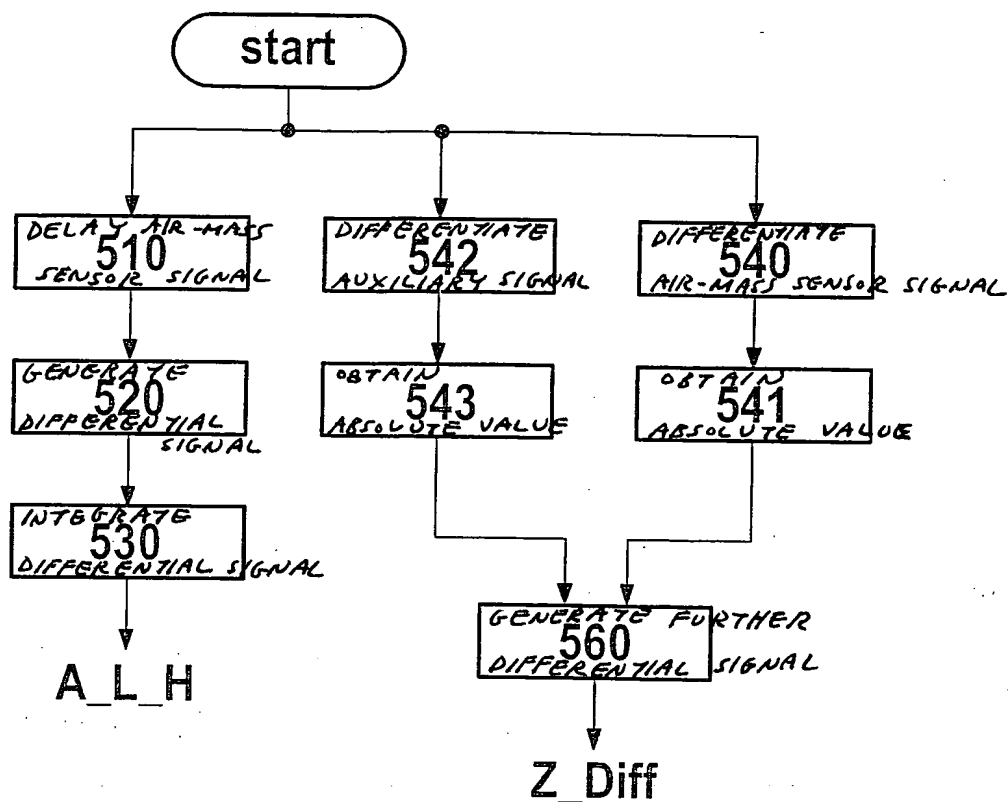 start
DELAY AIR-MASS
510
SENSOR SIGNAL
DIFFERENTIATE
542
AUXILIARY SIGNAL
DIFFERENTIATE
540
AIR-MASS SENSOR SIGNAL
GENERATE
520
DIFFERENTIAL
SIGNAL
OBTAIN
543
ABSOLUTE VALUE
OBTAIN
541
ABSOLUTE VALUE
INTEGRATE
530
DIFFERENTIAL SIGNAL
GENERATE FURTHER
560
DIFFERENTIAL SIGNAL
A_L_H
Z_Diff